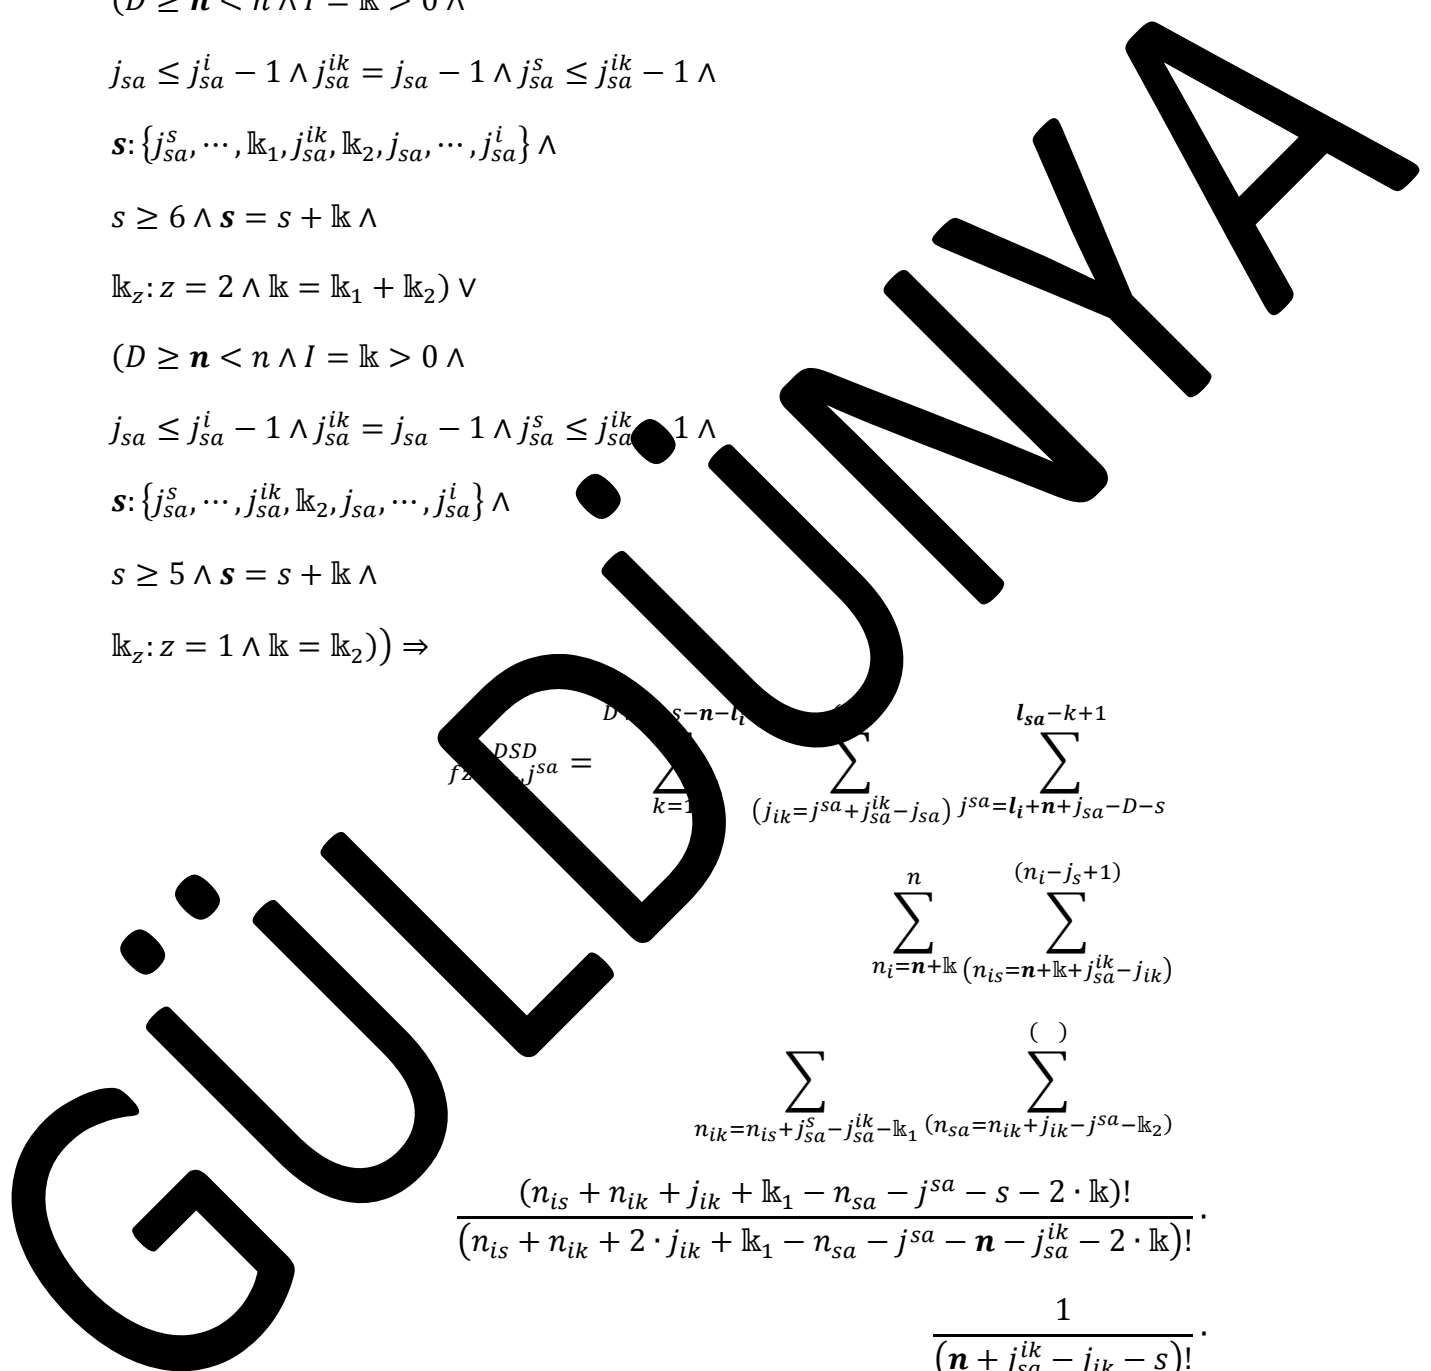 (D ≥ 𝒏 < n ∧ I = 𝕜 > 0 ∧
j_{sa} ≤ j_{sa}^{i} − 1 ∧ j_{sa}^{ik} = j_{sa} − 1 ∧ j_{sa}^{s} ≤ j_{sa}^{ik} − 1 ∧
𝒔: {j_{sa}^{s}, ⋯, 𝕜_1, j_{sa}^{ik}, 𝕜_2, j_{sa}, ⋯, j_{sa}^{i}} ∧
s ≥ 6 ∧ 𝒔 = s + 𝕜 ∧
𝕜_z: z = 2 ∧ 𝕜 = 𝕜_1 + 𝕜_2) ∨
(D ≥ 𝒏 < n ∧ I = 𝕜 > 0 ∧
j_{sa} ≤ j_{sa}^{i} − 1 ∧ j_{sa}^{ik} = j_{sa} − 1 ∧ j_{sa}^{s} ≤ j_{sa}^{ik} 1 ∧
𝒔: {j_{sa}^{s}, ⋯, j_{sa}^{ik}, 𝕜_2, j_{sa}, ⋯, j_{sa}^{i}} ∧
s ≥ 5 ∧ 𝒔 = s + 𝕜 ∧
𝕜_z: z = 1 ∧ 𝕜 = 𝕜_2)) ⇒
s−𝒏−𝒍_𝒊 𝒍_{𝒔𝒂}−k+1
DSD j^{sa} = ∑ ∑ ∑
k=1 (j_{ik}=j^{sa}+j_{sa}^{ik}−j_{sa}) j^{sa}=𝒍_𝒊+𝒏+j_{sa}−D−s
n (n_i−j_s+1)
∑ ∑
n_i=𝒏+𝕜 (n_{is}=𝒏+𝕜+j_{sa}^{ik}−j_{ik})
( )
∑ ∑
n_{ik}=n_{is}+j_{sa}^{s}−j_{sa}^{ik}−𝕜_1 (n_{sa}=n_{ik}+j_{ik}−j^{sa}−𝕜_2)
(n_{is} + n_{ik} + j_{ik} + 𝕜_1 − n_{sa} − j^{sa} − s − 2 · 𝕜)!
(n_{is} + n_{ik} + 2 · j_{ik} + 𝕜_1 − n_{sa} − j^{sa} − 𝒏 − j_{sa}^{ik} − 2 · 𝕜)! ·
1
(𝒏 + j_{sa}^{ik} − j_{ik} − s)! ·
GÜLDÜNYA